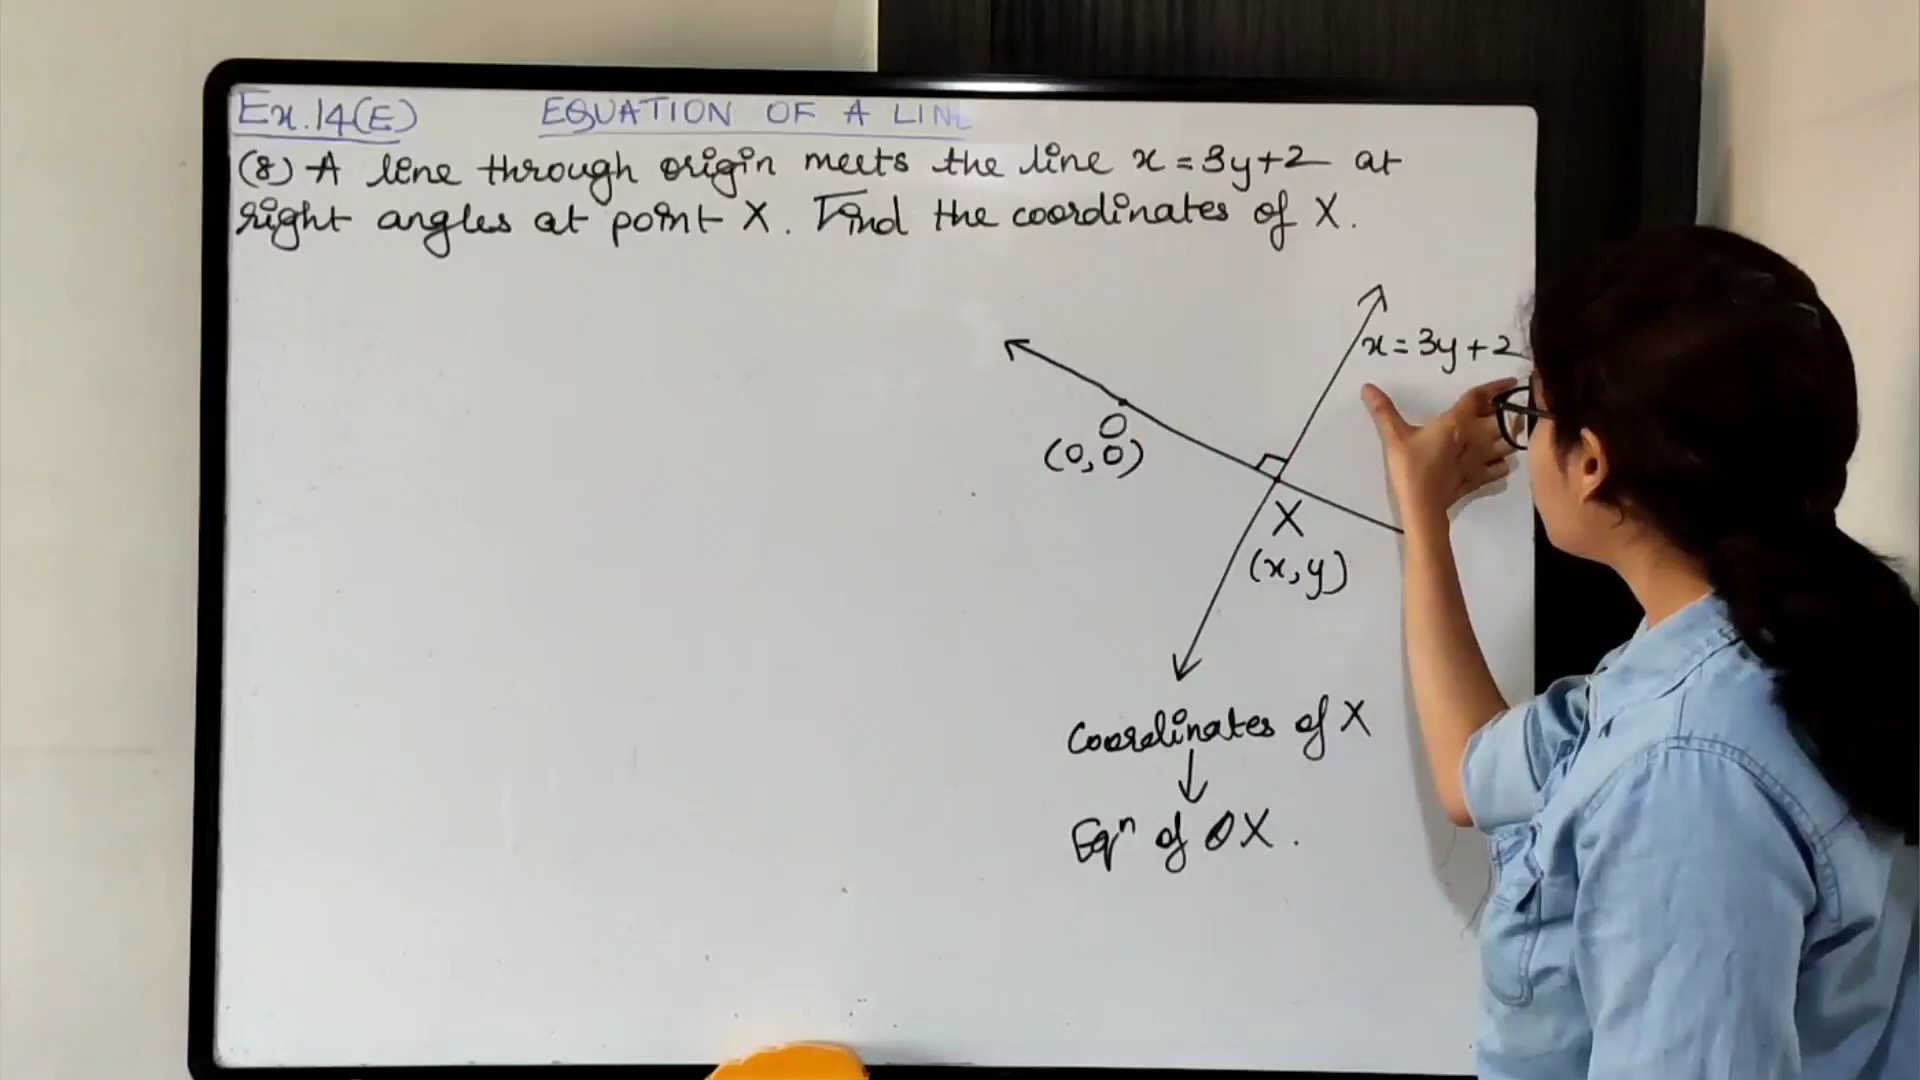 Ex.14(E) EQUATION OF A LINE
(8) A line through origin meets the line x = 3y+2 at
right angles at point X. Find the coordinates of X.
x = 3y+2
O
(0,0)
X
(x,y)
Coordinates of X
↓
Eqⁿ of OX.